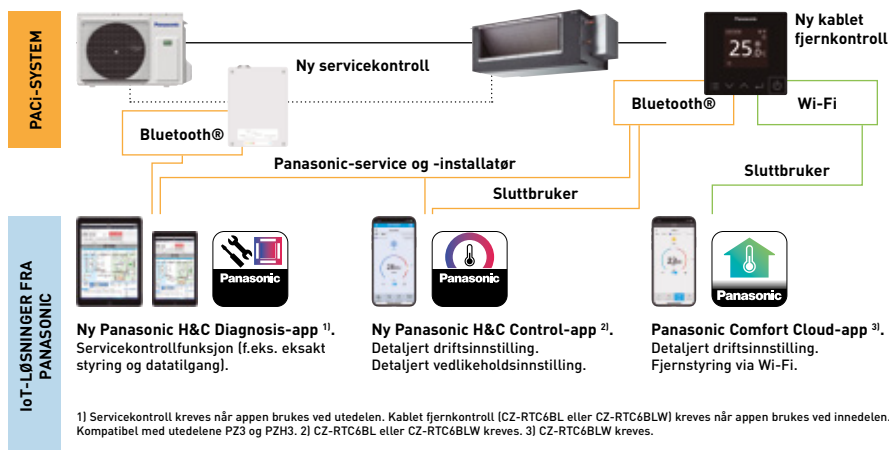 PACi-SYSTEM
Panasonic
Ny servicekontroll
Panasonic
25
Ny kablet
fjernkontroll
Bluetooth®
Bluetooth®
Wi-Fi
Panasonic-service og -installatør
Sluttbruker
Sluttbruker
IoT-LØSNINGER FRA
PANASONIC
Panasonic
Panasonic
Panasonic
Ny Panasonic H&C Diagnosis-app 1).
Servicekontrollfunksjon (f.eks. eksakt
styring og datatilgang).
Ny Panasonic H&C Control-app 2).
Detaljert driftsinnstilling.
Detaljert vedlikeholdsinnstilling.
Panasonic Comfort Cloud-app 3).
Detaljert driftsinnstilling.
Fjernstyring via Wi-Fi.
1) Servicekontroll kreves når appen brukes ved utedelen. Kablet fjernkontroll (CZ-RTC6BL eller CZ-RTC6BLW) kreves når appen brukes ved innedelen.
Kompatibel med utedelene PZ3 og PZH3. 2) CZ-RTC6BL eller CZ-RTC6BLW kreves. 3) CZ-RTC6BLW kreves.